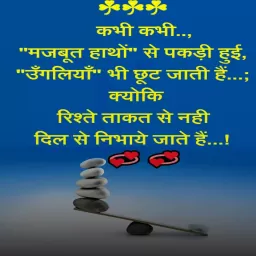 कभी कभी..,
"मजबूत हाथों" से पकड़ी हुई,
"उँगलियाँ" भी छूट जाती हैं...;
क्योकि
रिश्ते ताकत से नही
दिल से निभाये जाते हैं...!